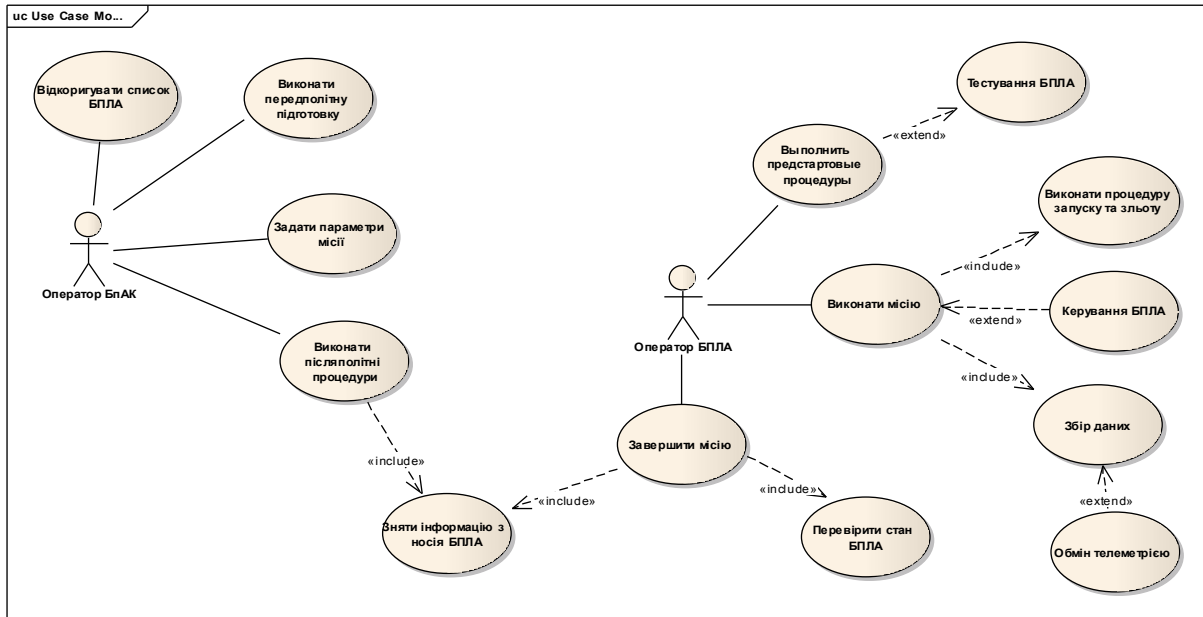 uc Use Case Mo...
Відкоригувати список
БПЛА
Виконати
передполітну
підготовку
Задати параметри
місії
Оператор БпАК
Виконати
післяполітні
процедури
«include»
Зняти інформацію з
носія БПЛА
Тестування БПЛА
«extend»
Выполнить
предстартовые
процедуры
Виконати процедуру
запуску та зльоту
«include»
Виконати місію
Керування БПЛА
«extend»
Оператор БПЛА
«include»
Збір даних
Завершити місію
«include»
«include»
Перевірити стан
БПЛА
«extend»
Обмін телеметрією